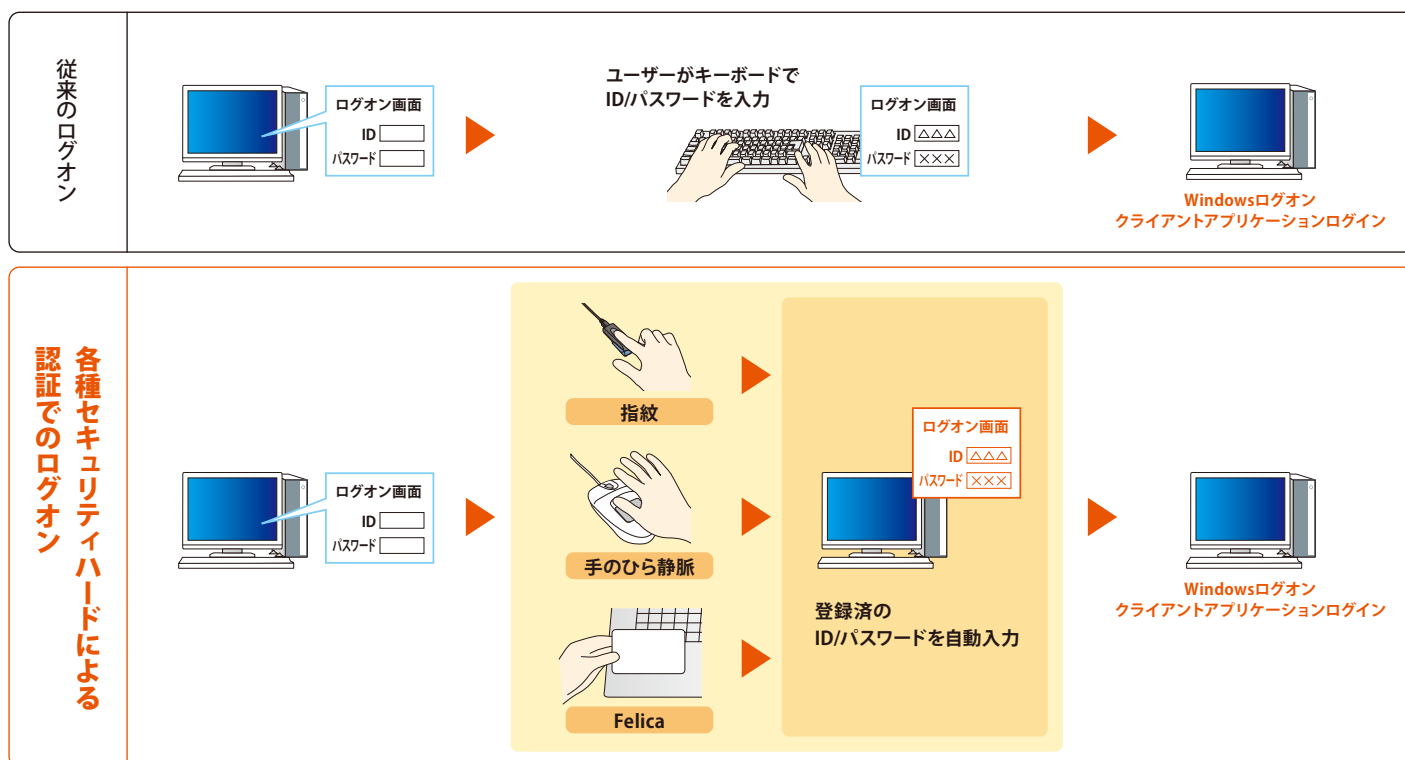 従来のログオン
ログオン画面
ID
パスワード
ユーザーがキーボードで
ID/パスワードを入力
ログオン画面
ID △△△
パスワード ×××
Windowsログオン
クライアントアプリケーションログイン
各種セキュリティハードによる
認証でのログオン
ログオン画面
ID
パスワード
指紋
手のひら静脈
Felica
ログオン画面
ID △△△
パスワード ×××
登録済の
ID/パスワードを自動入力
Windowsログオン
クライアントアプリケーションログイン